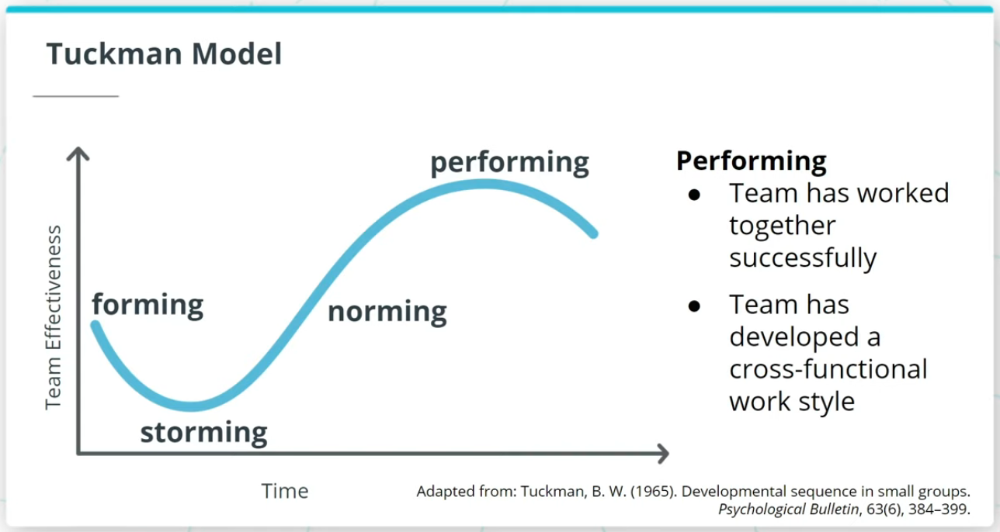 Tuckman Model
performing
forming
norming
storming
Team Effectiveness
Time
Performing
● Team has worked
together
successfully
● Team has
developed a
cross-functional
work style
Adapted from: Tuckman, B. W. (1965). Developmental sequence in small groups.
Psychological Bulletin, 63(6), 384–399.